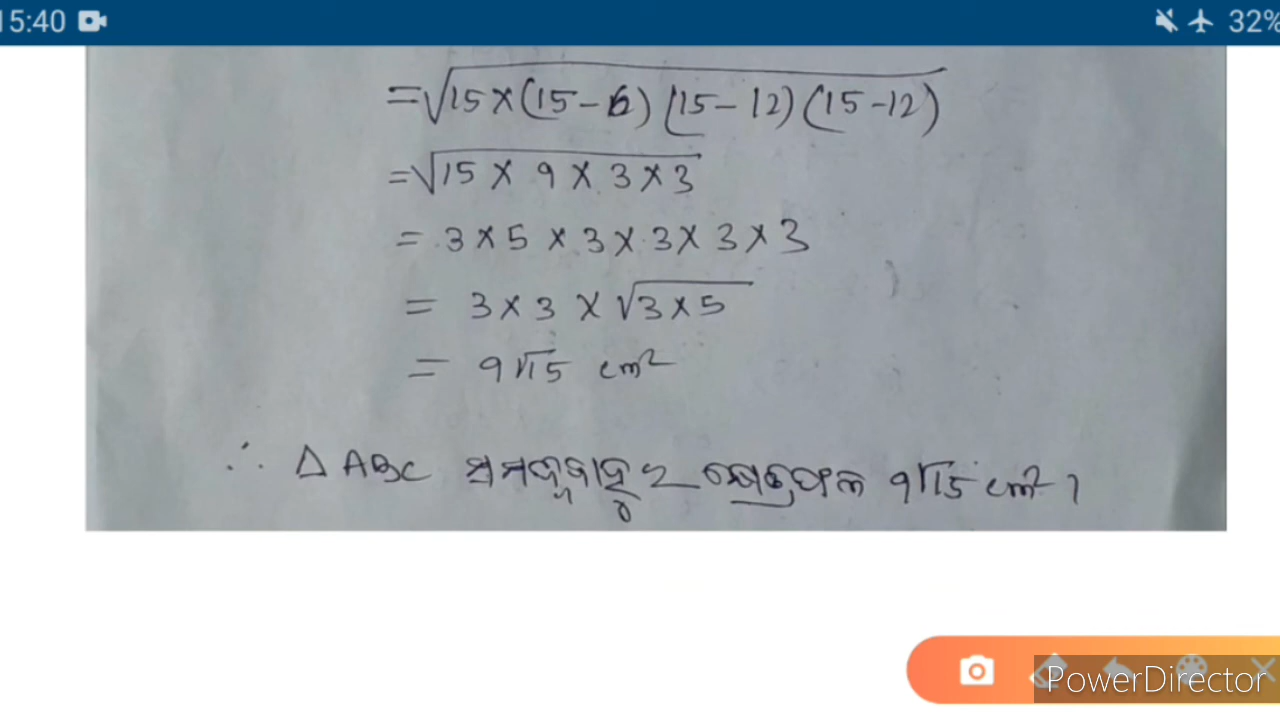 15:40 32%
=√15×(15-6)(15-12)(15-12)
=√15 × 9 × 3 × 3
= 3 × 5 × 3 × 3 × 3 × 3
= 3 × 3 × √3×5
= 9√15 cm²
∴ △ ABC ସମଦ୍ବିବାହୁର କ୍ଷେତ୍ରଫଳ 9√15 cm² ।
PowerDirector